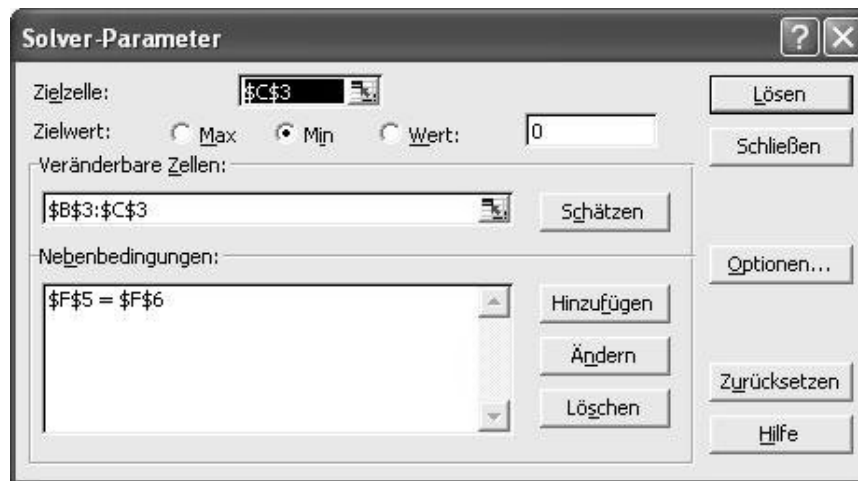 Solver-Parameter
Zielzelle: $C$3
Lösen
Zielwert: Max Min Wert: 0
Schließen
Veränderbare Zellen:
$B$3:$C$3
Schätzen
Nebenbedingungen:
Optionen...
$F$5 = $F$6
Hinzufügen
Ändern
Zurücksetzen
Löschen
Hilfe